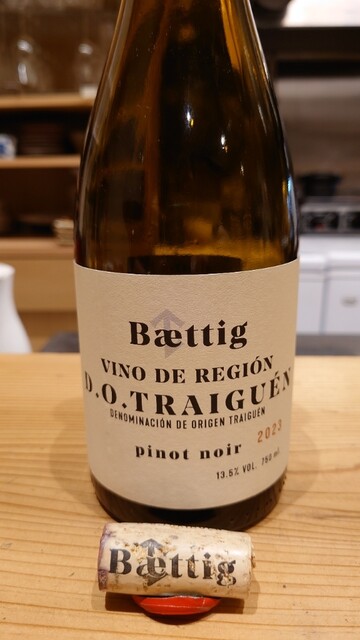 Bættig
VINO DE REGIÓN
D.O.TRAIGUÉN
DENOMINACIÓN DE ORIGEN TRAIGUÉN
2023
pinot noir
13.5% VOL. 750 ml
Bættig